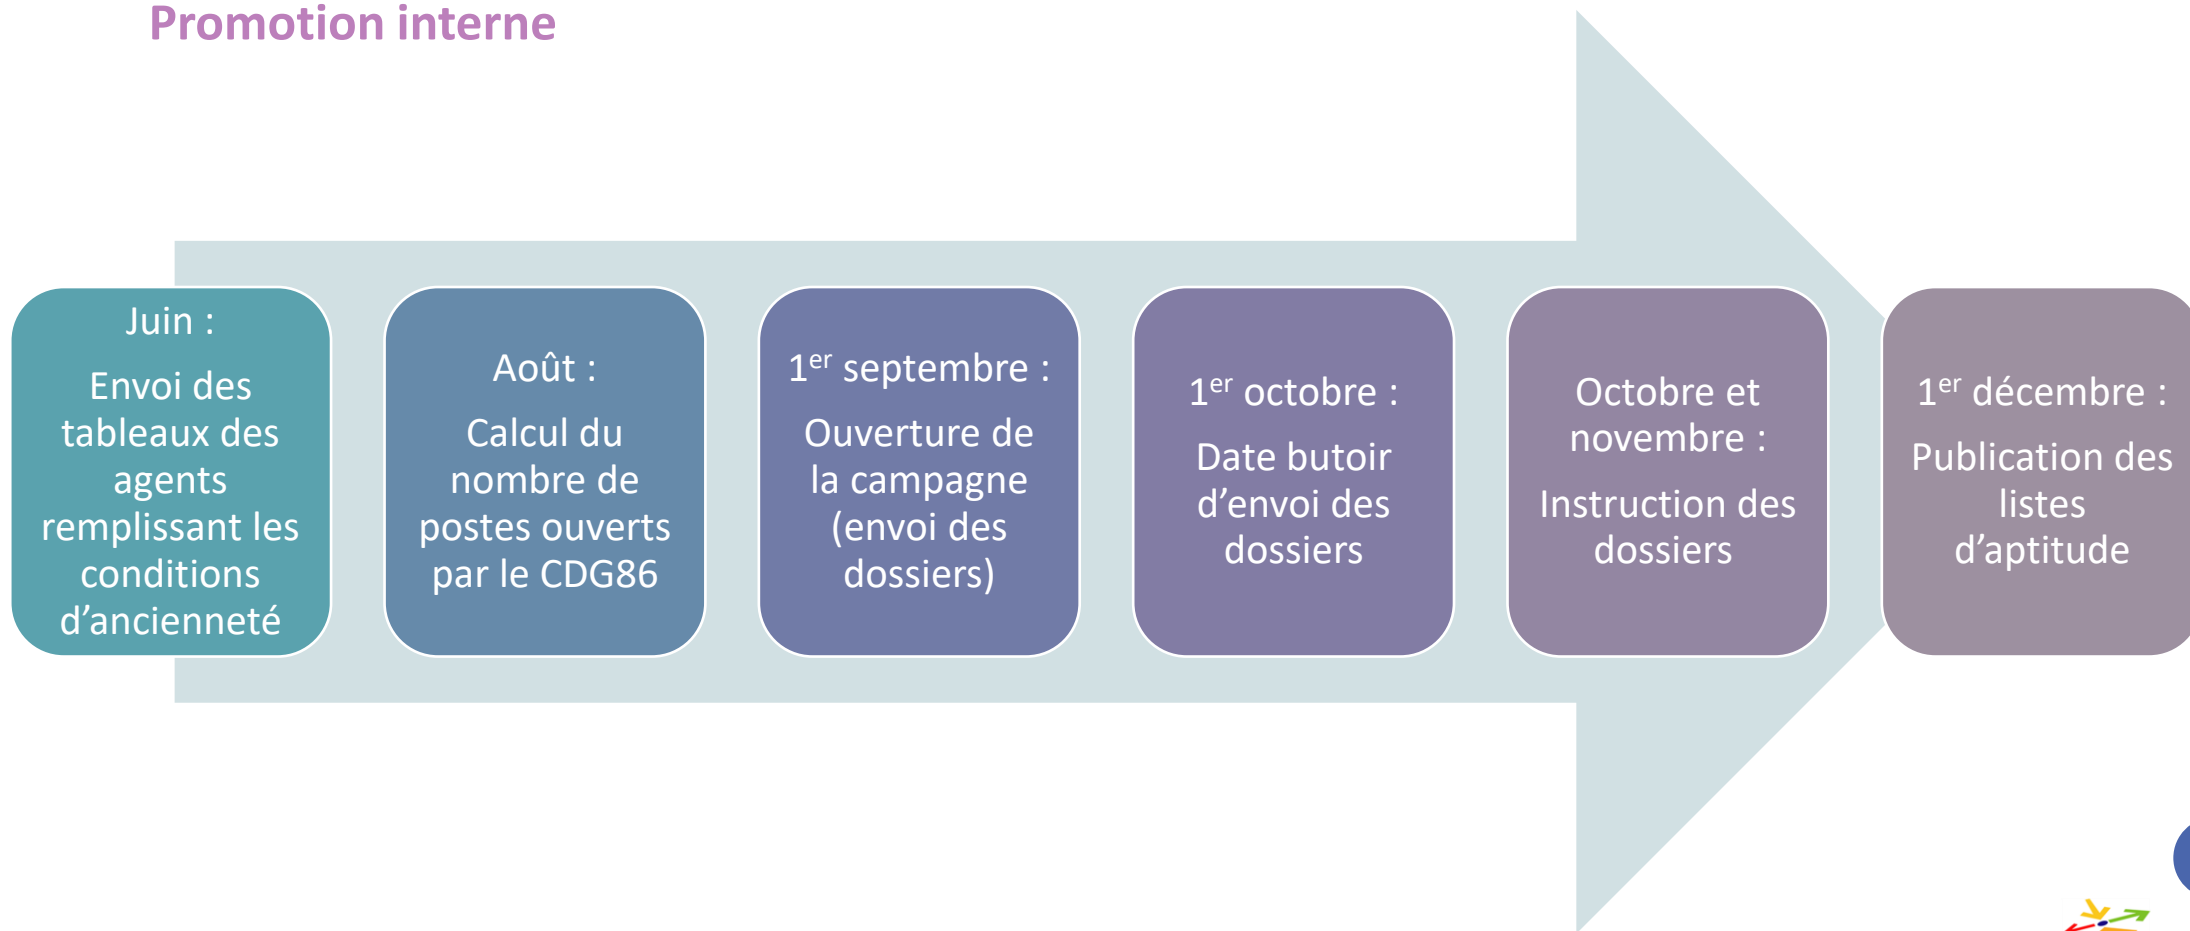 Promotion interne
Juin :
Envoi des
tableaux des
agents
remplissant les
conditions
d’ancienneté
Août :
Calcul du
nombre de
postes ouverts
par le CDG86
1er septembre :
Ouverture de
la campagne
(envoi des
dossiers)
1er octobre :
Date butoir
d’envoi des
dossiers
Octobre et
novembre :
Instruction des
dossiers
1er décembre :
Publication des
listes
d’aptitude